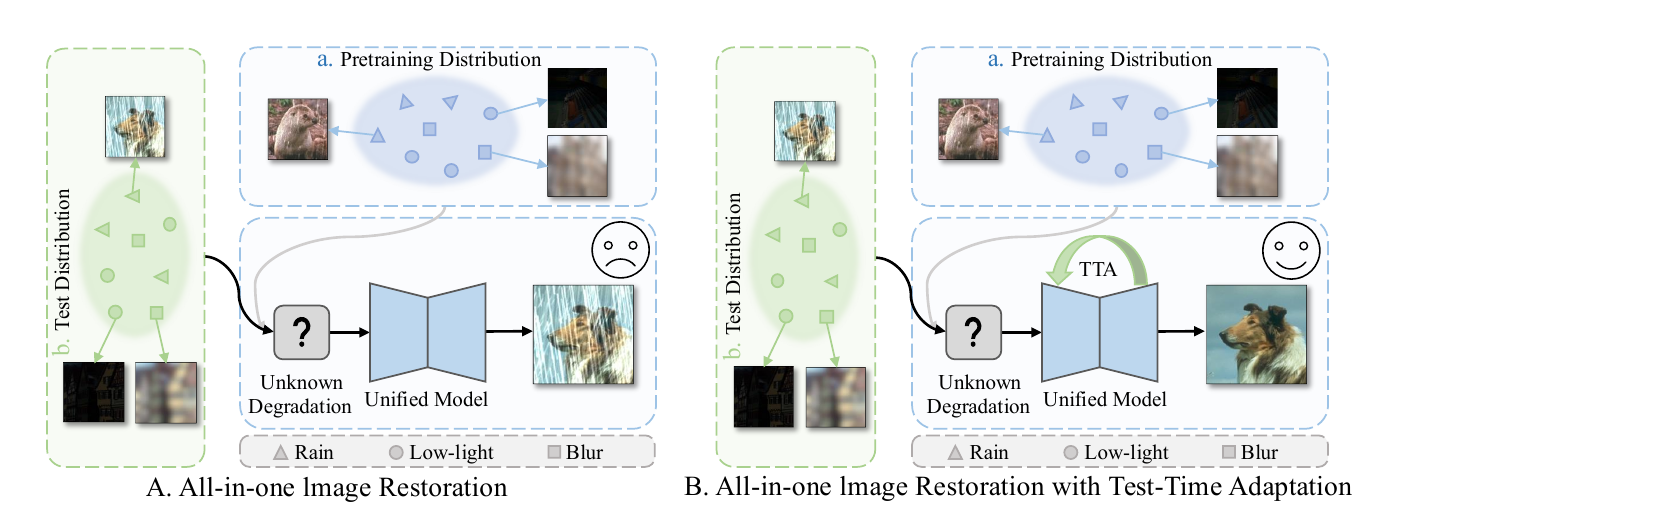 a. Pretraining Distribution
b. Test Distribution
?
Unknown
Degradation
Unified Model
Rain
Low-light
Blur
A. All-in-one Image Restoration
a. Pretraining Distribution
b. Test Distribution
TTA
?
Unknown
Degradation
Unified Model
Rain
Low-light
Blur
B. All-in-one Image Restoration with Test-Time Adaptation